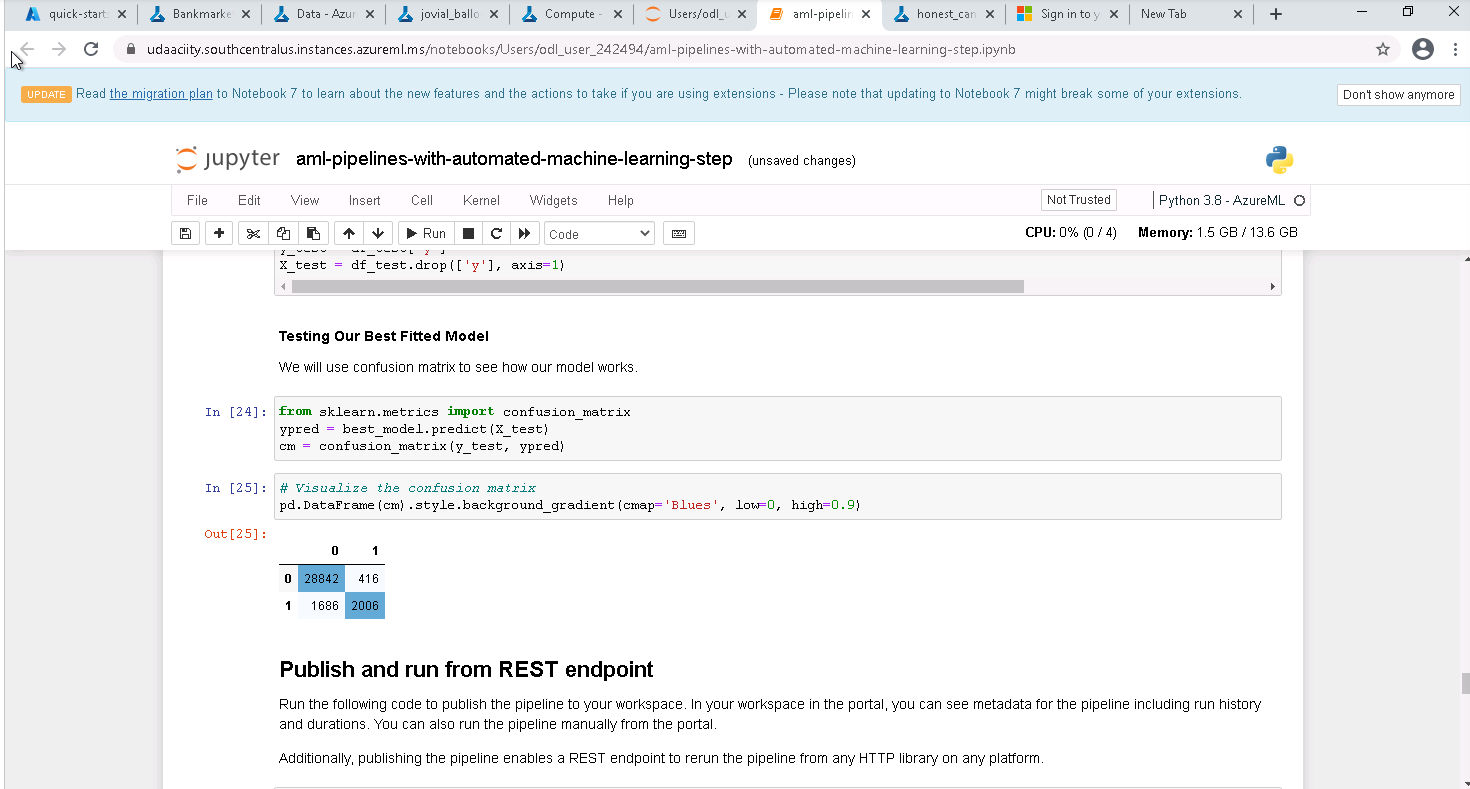 quick-start
Bankmarke
Data - Azur
jovial_ballo
Compute -
Users/odl_u
aml-pipelin
honest_can
Sign in to y
New Tab
udaaciity.southcentralus.instances.azureml.ms/notebooks/Users/odl_user_242494/aml-pipelines-with-automated-machine-learning-step.ipynb
UPDATE Read the migration plan to Notebook 7 to learn about the new features and the actions to take if you are using extensions - Please note that updating to Notebook 7 might break some of your extensions.
Don't show anymore
jupyter aml-pipelines-with-automated-machine-learning-step (unsaved changes)
File Edit View Insert Cell Kernel Widgets Help
Not Trusted
Python 3.8 - AzureML
Run
Code
CPU: 0% (0 / 4) Memory: 1.5 GB / 13.6 GB
X_test = df_test.drop(['y'], axis=1)
Testing Our Best Fitted Model
We will use confusion matrix to see how our model works.
In [24]: from sklearn.metrics import confusion_matrix
ypred = best_model.predict(X_test)
cm = confusion_matrix(y_test, ypred)
In [25]: # Visualize the confusion matrix
pd.DataFrame(cm).style.background_gradient(cmap='Blues', low=0, high=0.9)
Out[25]:
0 1
0 28842 416
1 1686 2006
Publish and run from REST endpoint
Run the following code to publish the pipeline to your workspace. In your workspace in the portal, you can see metadata for the pipeline including run history
and durations. You can also run the pipeline manually from the portal.
Additionally, publishing the pipeline enables a REST endpoint to rerun the pipeline from any HTTP library on any platform.